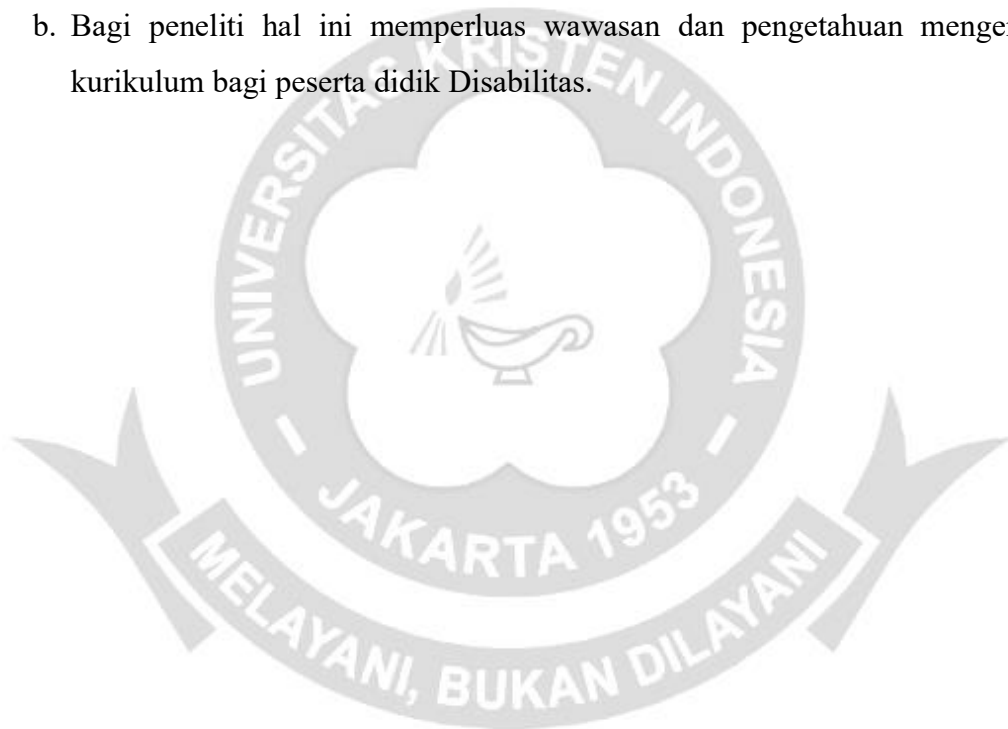 b. Bagi peneliti hal ini memperluas wawasan dan pengetahuan
kurikulum bagi peserta didik Disabilitas.
UNIVERSITAS KRISTEN INDONESIA
- JAKARTA 1953 -
MELAYANI, BUKAN DILAYANI